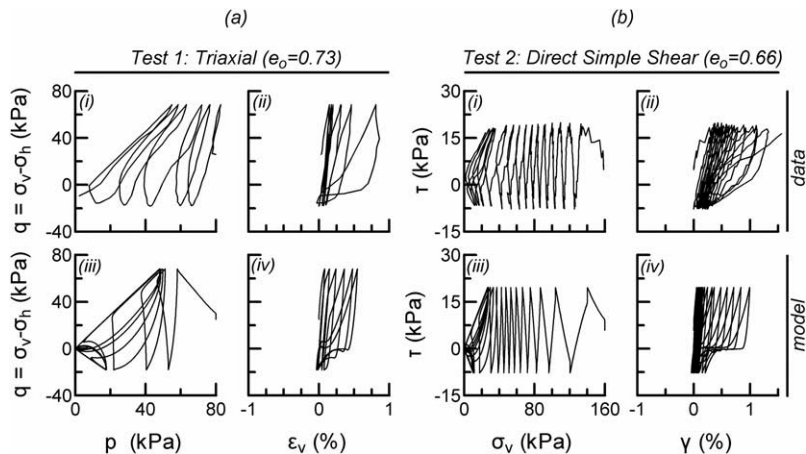 (a) (b)
Test 1: Triaxial (eo=0.73) Test 2: Direct Simple Shear (eo=0.66)
q = σv-σh (kPa)
80
40
0
-40
(i)
(ii)
τ (kPa)
30
15
0
-15
(i)
(ii)
data
q = σv-σh (kPa)
80
40
0
-40
(iii)
(iv)
τ (kPa)
30
15
0
-15
(iii)
(iv)
model
0 40 80 -1 0 1 0 40 80 120 160 -1 0 1
p (kPa) εv (%) σv (kPa) γ (%)